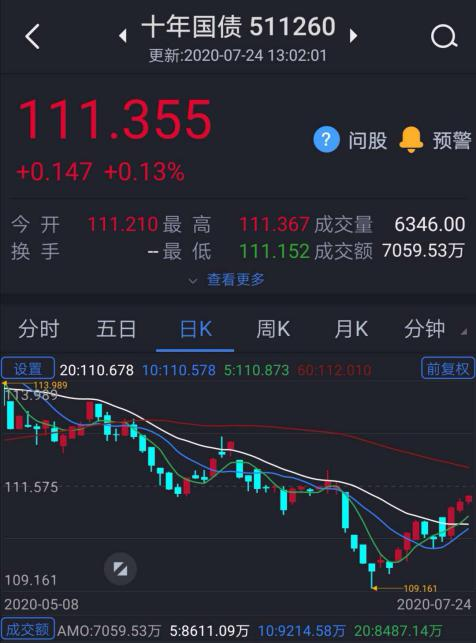 十年国债 511260
更新:2020-07-24 13:02:01
111.355
+0.147 +0.13%
? 问股 预警
今开 111.210 最高 111.367 成交量 6346.00
换手 -- 最低 111.152 成交额 7059.53万
查看更多
分时 五日 日K 周K 月K 分钟
设置 20:110.678 10:110.578 5:110.873 60:112.010 前复权
113.989
113.989
111.575
109.161
109.161
2020-05-08 2020-07-24
成交额 AMO:7059.53万 5:8611.09万 10:9214.58万 20:8487.14万